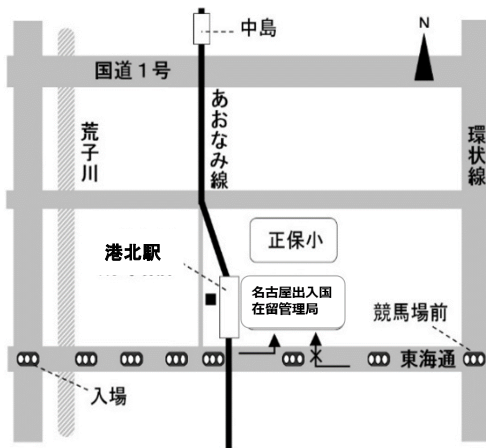 中島
N
国道1号
荒子川
あおなみ線
環状線
正保小
港北駅
名古屋出入国
在留管理局
競馬場前
東海通
入場